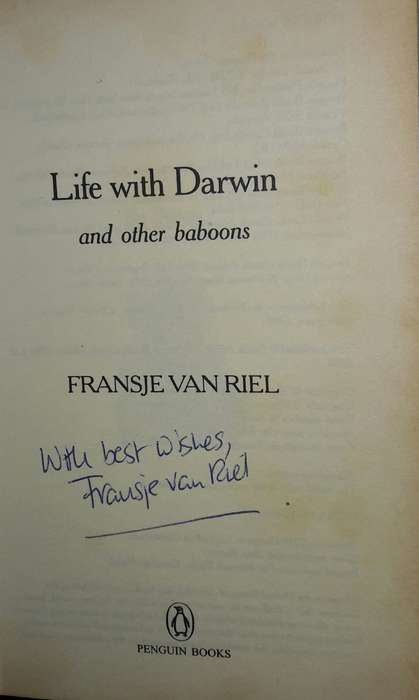 Life with Darwin
and other baboons
FRANSJE VAN RIEL
With best wishes,
Fransje van Riel
PENGUIN BOOKS